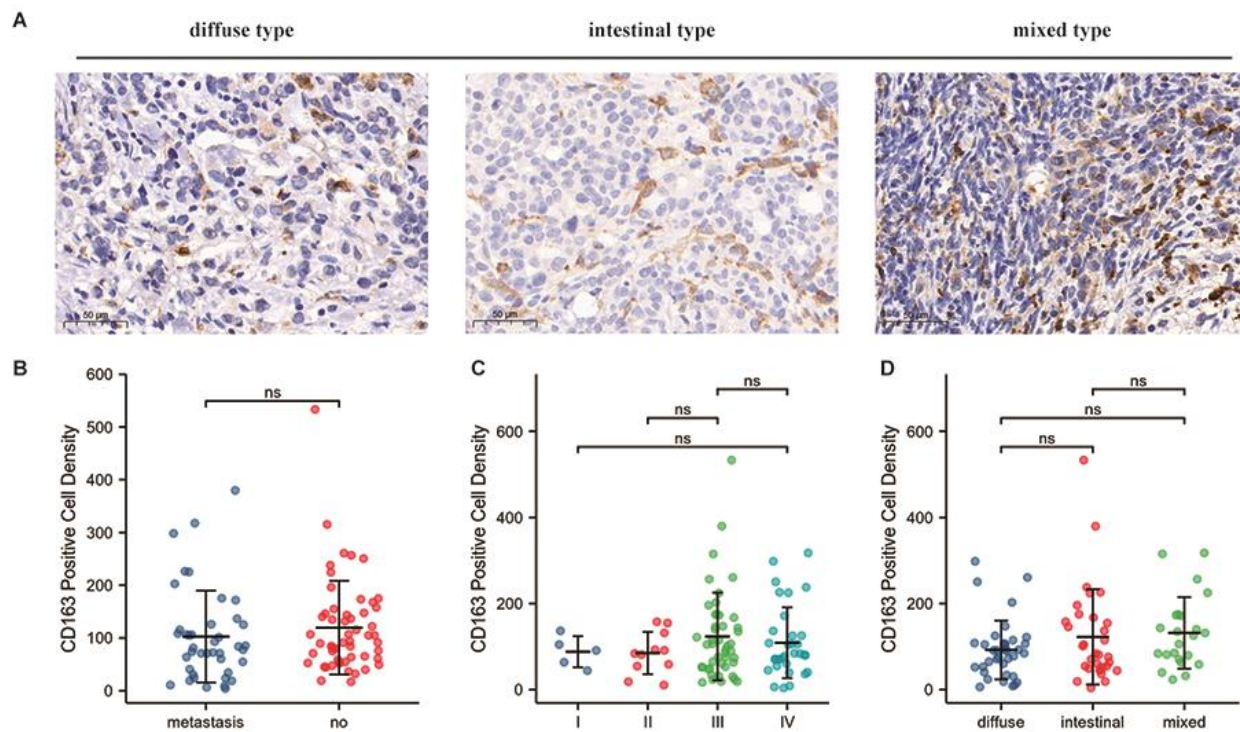 A
diffuse type intestinal type mixed type
50 µm 50 µm 50 µm
B
CD163 Positive Cell Density
600
500
400
300
200
100
0
ns
metastasis no
C
CD163 Positive Cell Density
600
400
200
0
ns
ns
ns
I II III IV
D
CD163 Positive Cell Density
600
400
200
0
ns
ns
ns
diffuse intestinal mixed